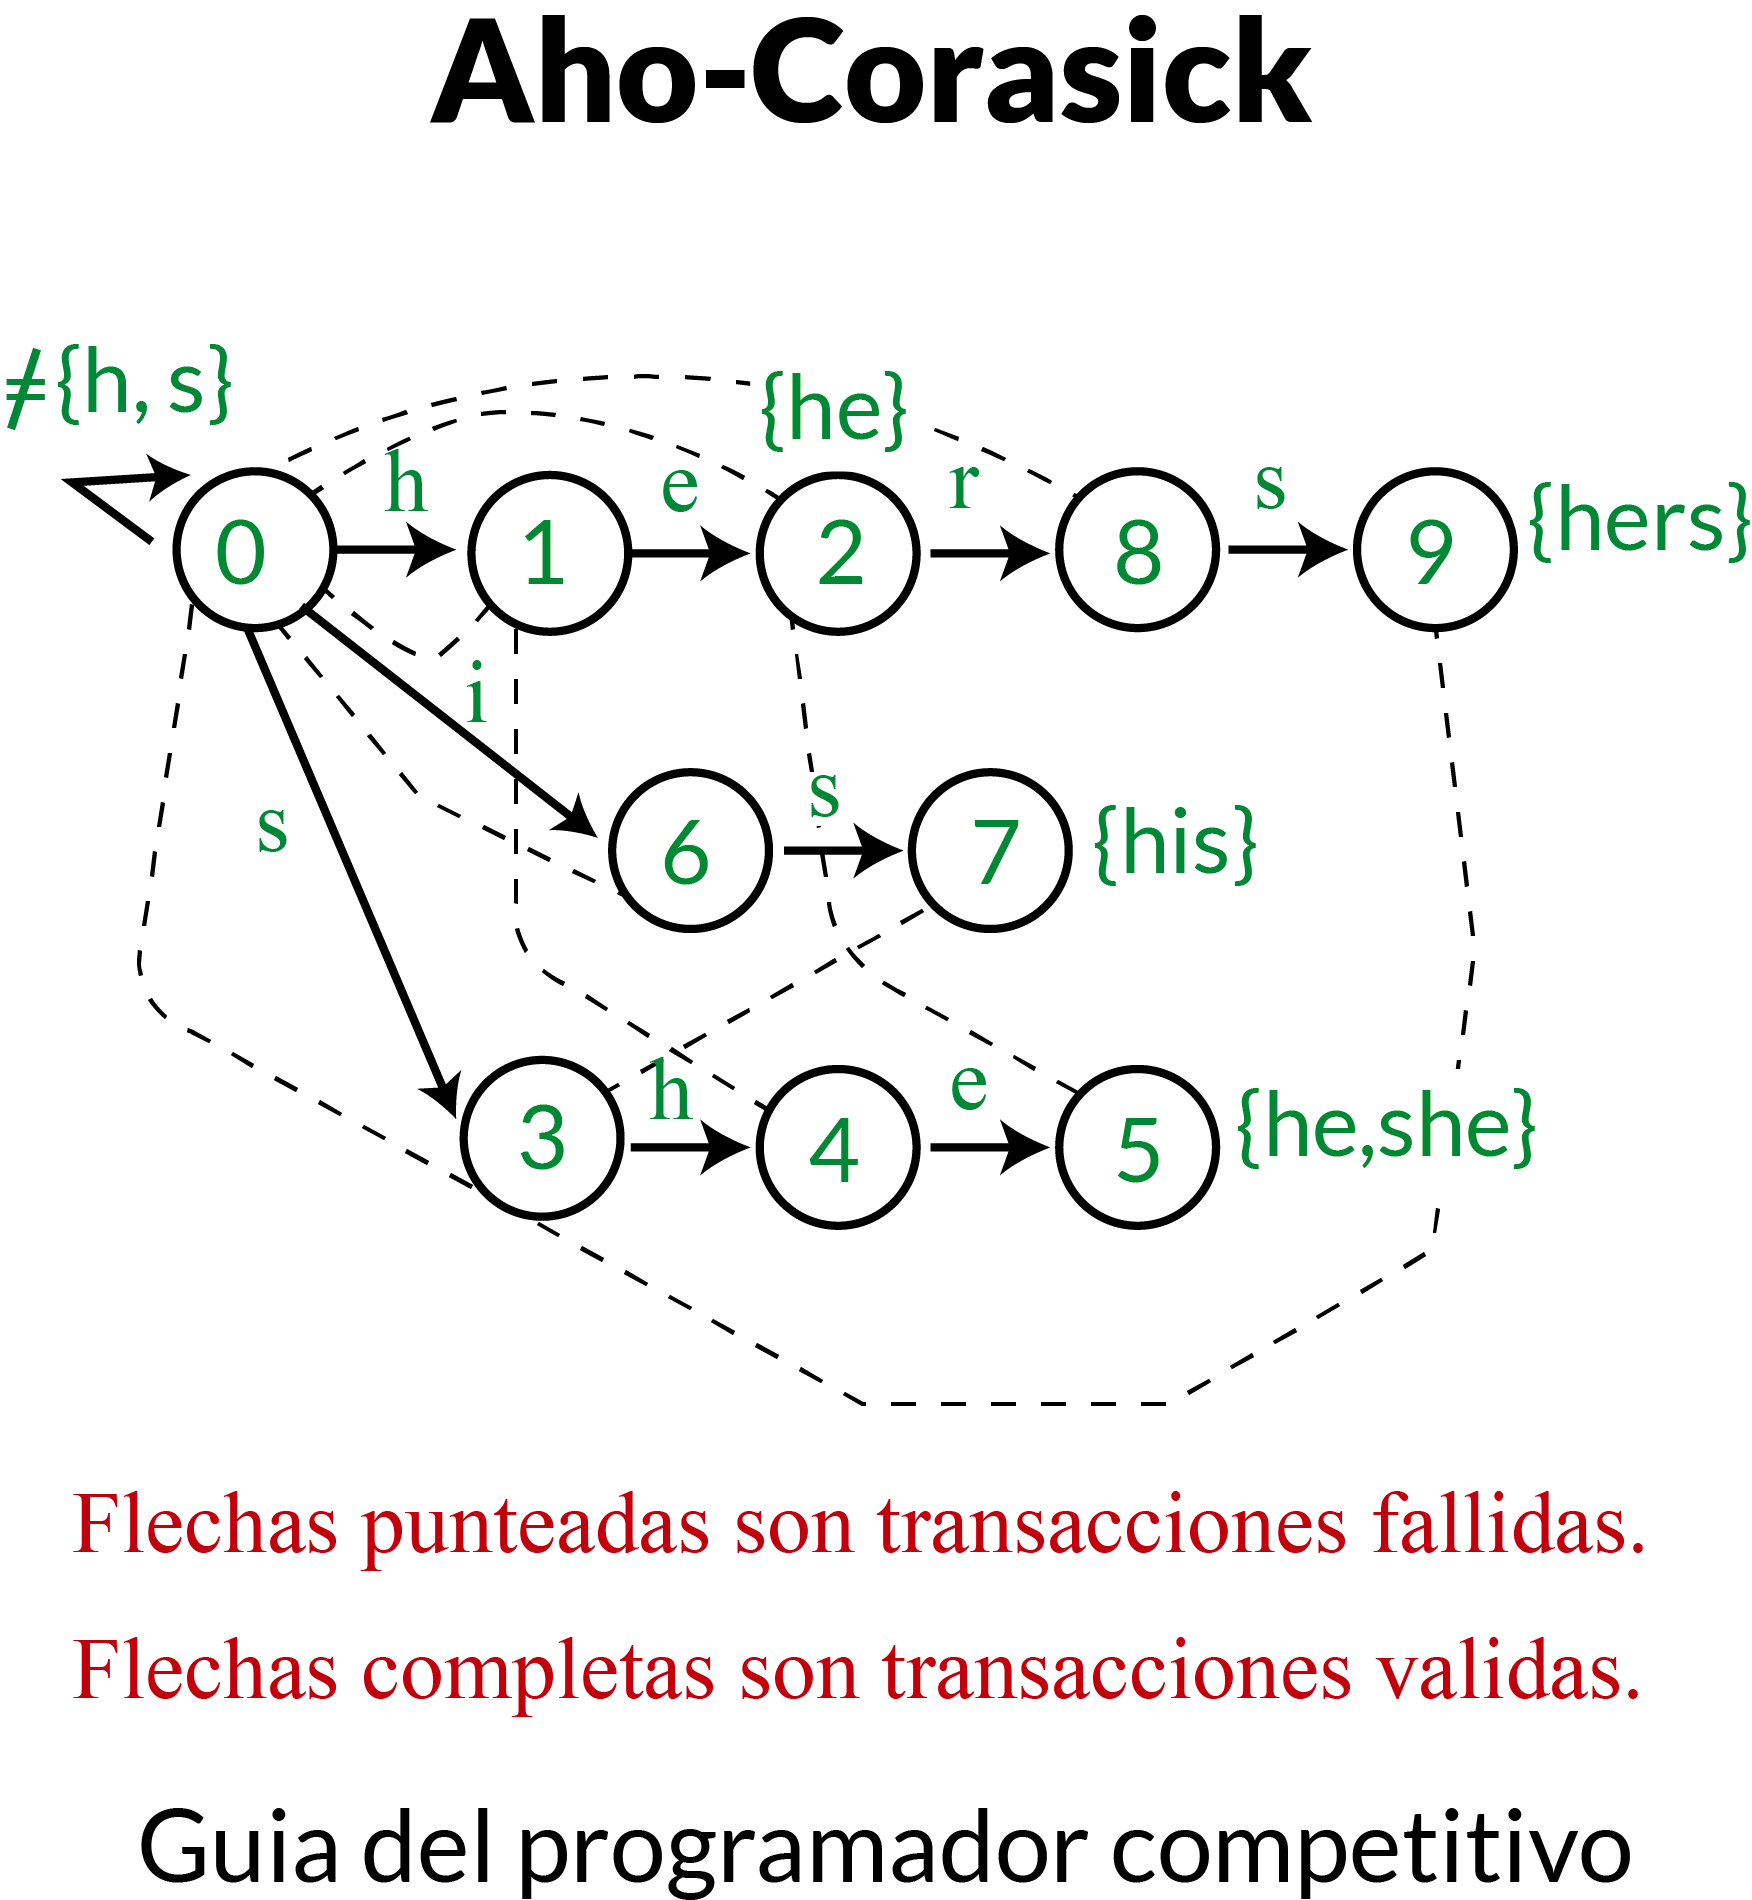 Aho-Corasick
≠{h, s}
{he}
h
e
r
s
0
1
2
8
9
{hers}
i
s
s
6
7
{his}
h
e
3
4
5
{he,she}
Flechas punteadas son transacciones fallidas.
Flechas completas son transacciones validas.
Guia del programador competitivo